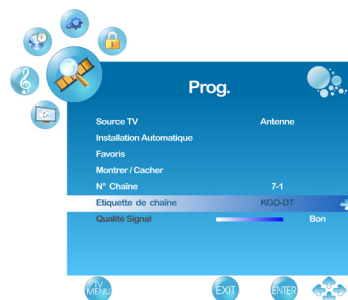 Prog.
Source TV Antenne
Installation Automatique
Favoris
Montrer / Cacher
N° Chaîne 7-1
Etiquette de chaîne KGO-DT
Qualité Signal Bon
TV
MENU EXIT ENTER